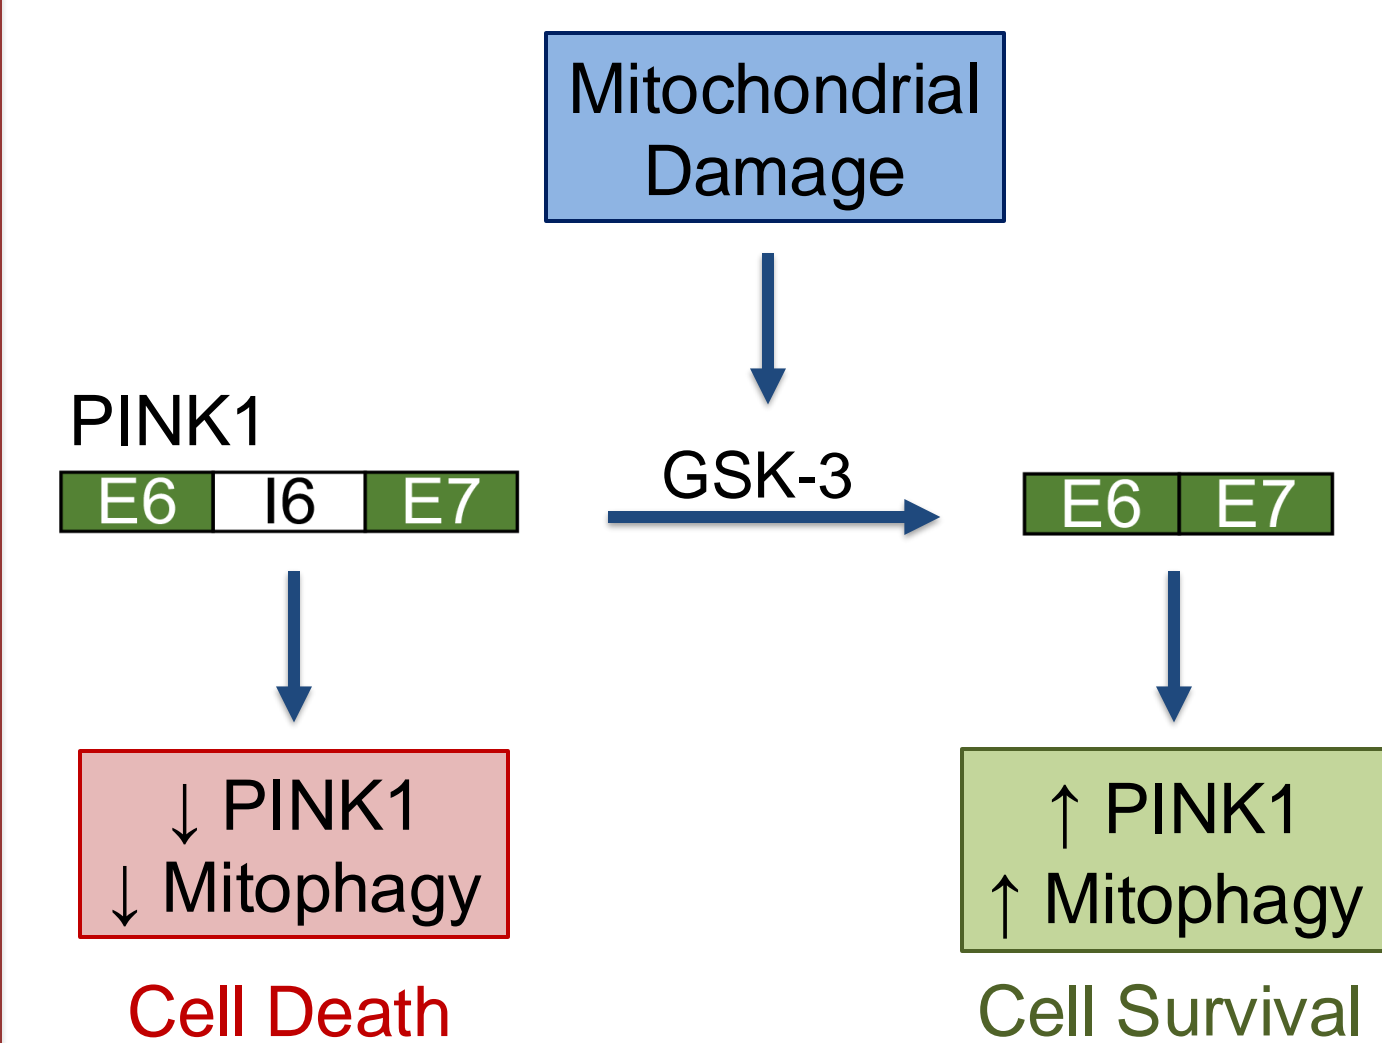 Mitochondrial
Damage
PINK1
E6 I6 E7
GSK-3
E6 E7
↓ PINK1
↓ Mitophagy
Cell Death
↑ PINK1
↑ Mitophagy
Cell Survival